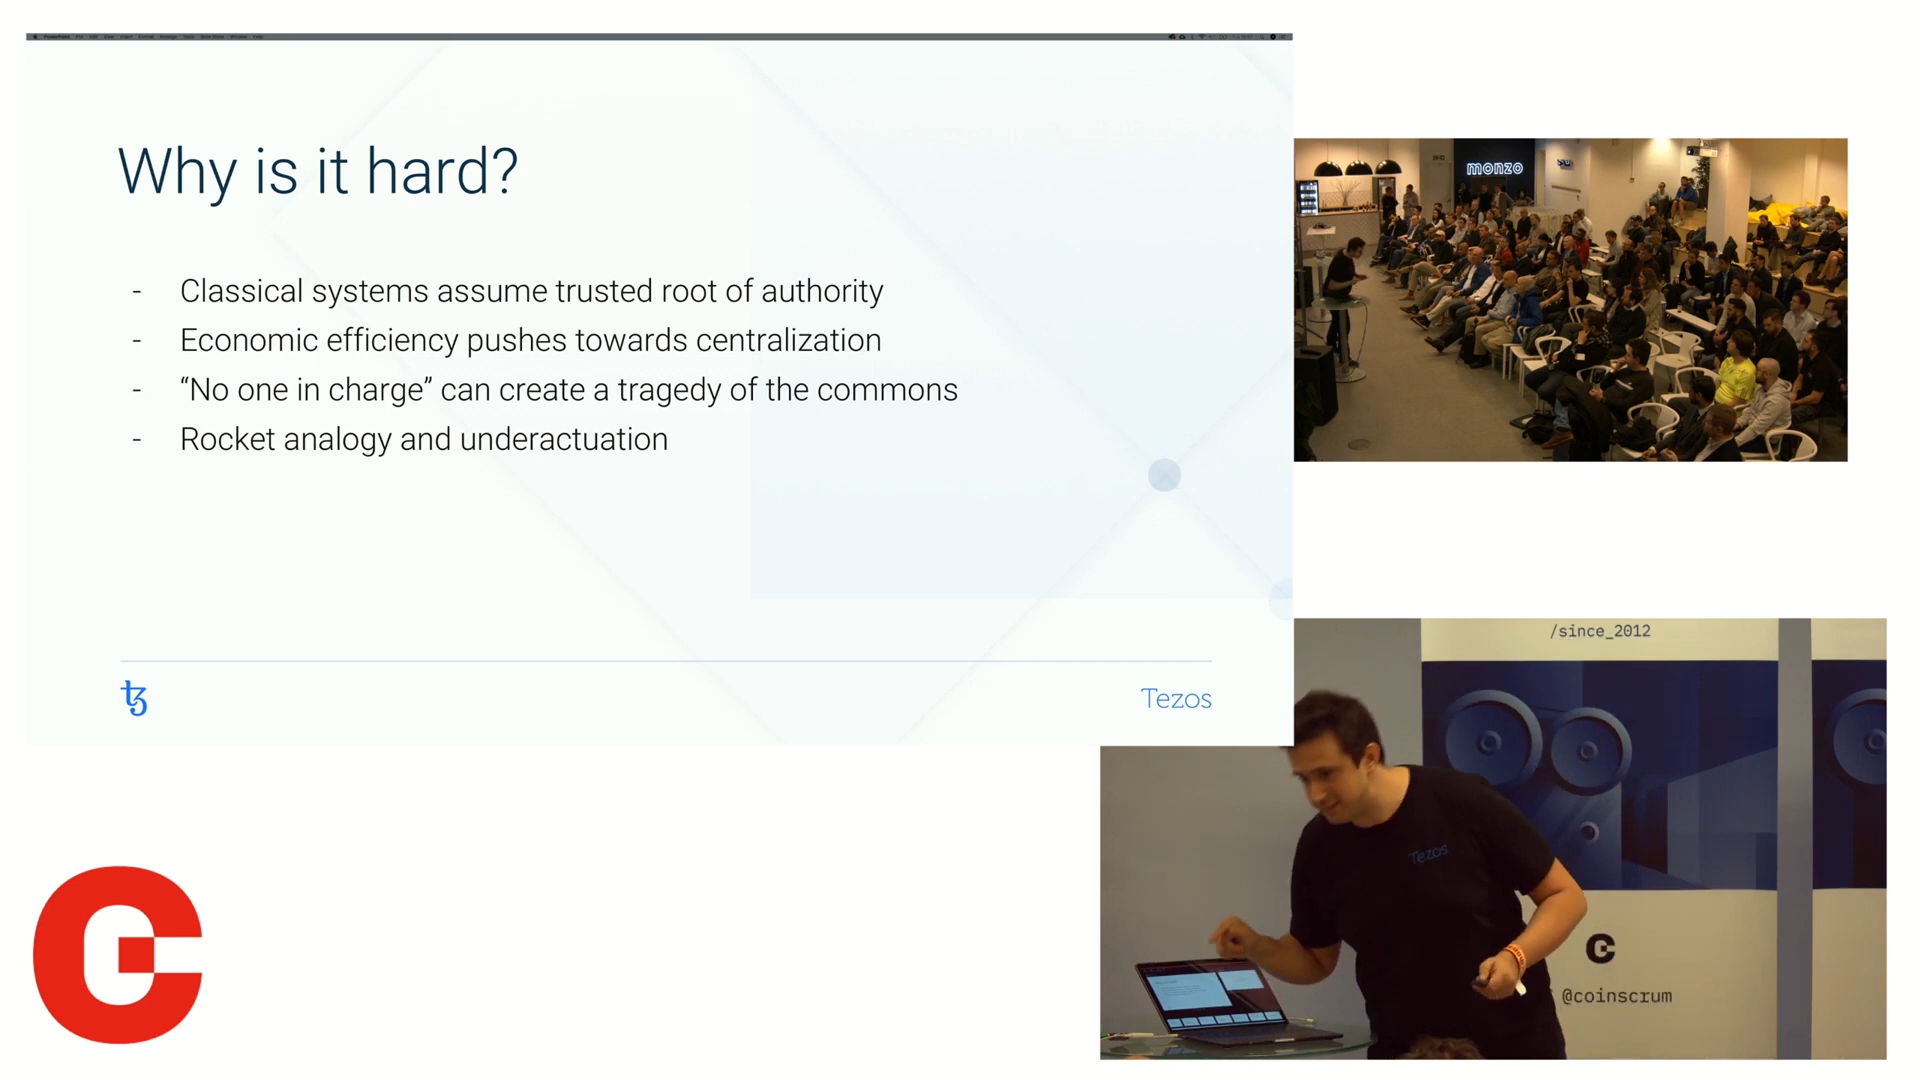 Why is it hard?
- Classical systems assume trusted root of authority
- Economic efficiency pushes towards centralization
- “No one in charge” can create a tragedy of the commons
- Rocket analogy and underactuation
Tezos
monzo
/since_2012
Tezos
@coinscrum